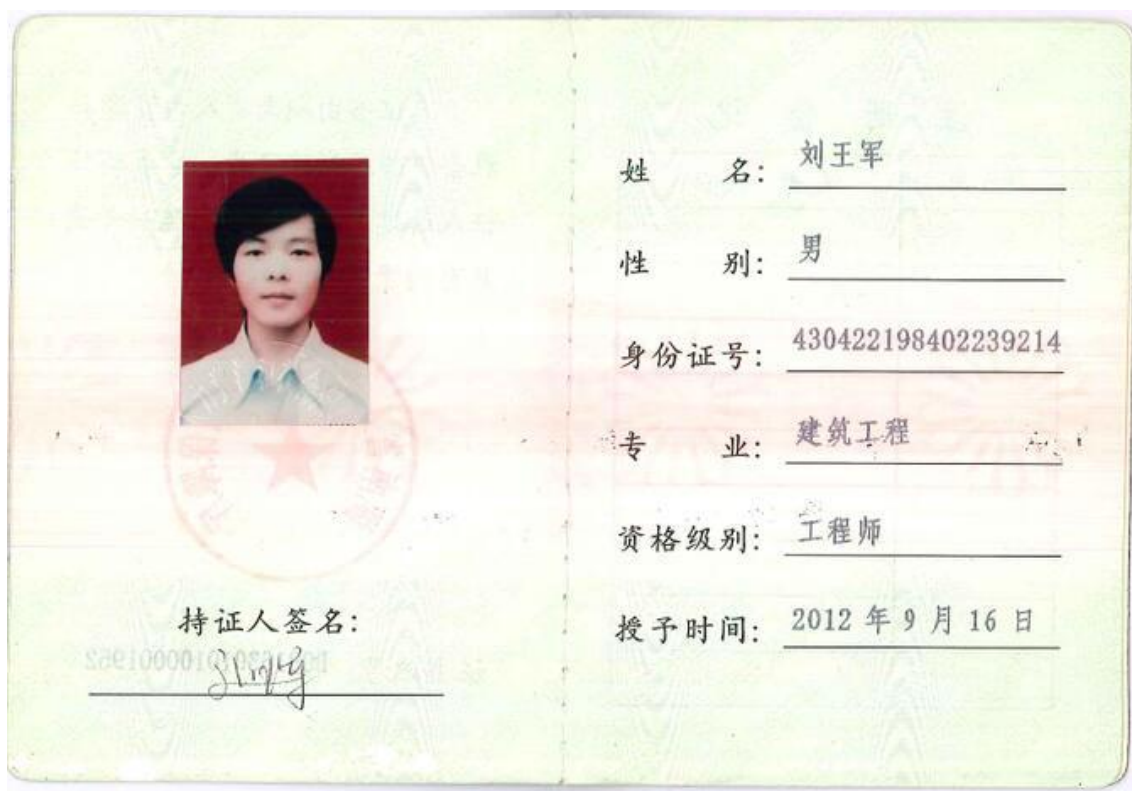 持证人签名:
姓 名: 刘王军
性 别: 男
身份证号: 430422198402239214
专 业: 建筑工程
资格级别: 工程师
授予时间: 2012 年 9 月 16 日